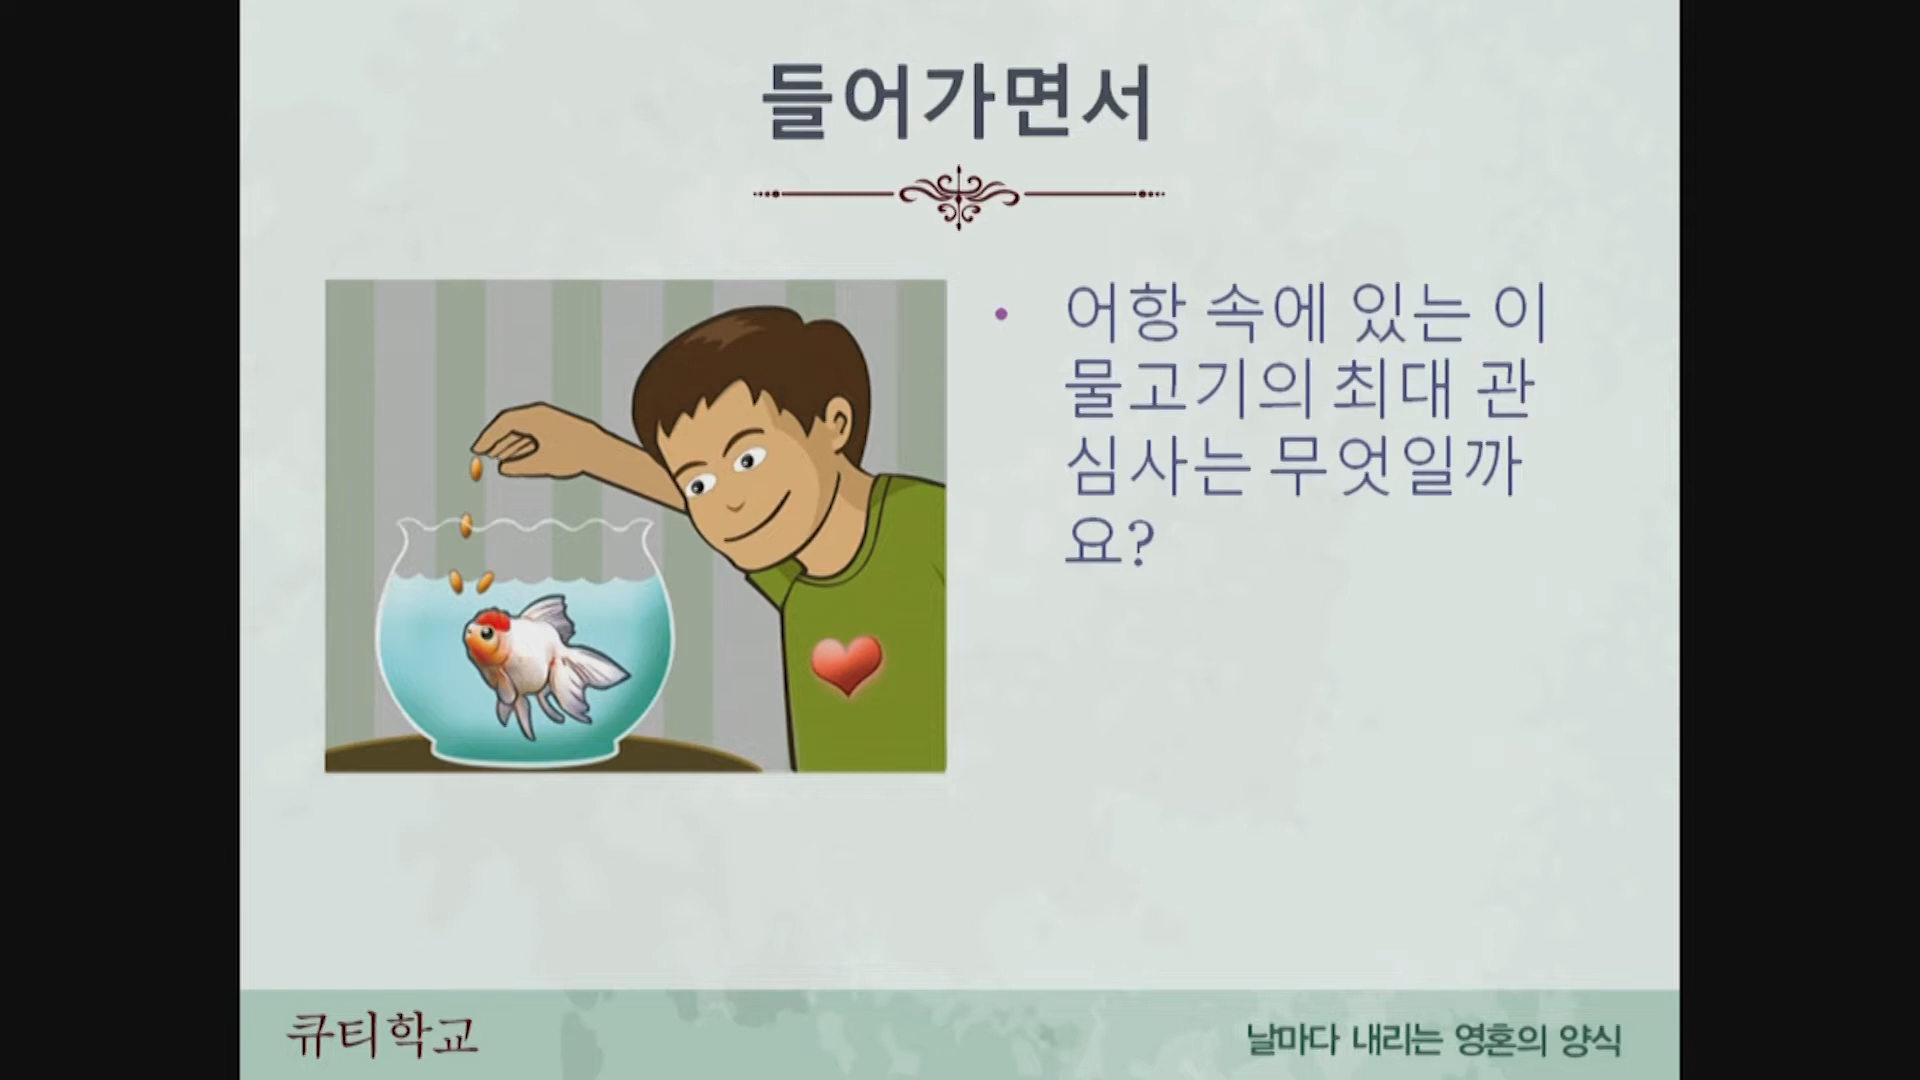 들어가면서
• 어항 속에 있는 이
물고기의 최대 관
심사는 무엇일까
요?
큐티학교
날마다 내리는 영혼의 양식